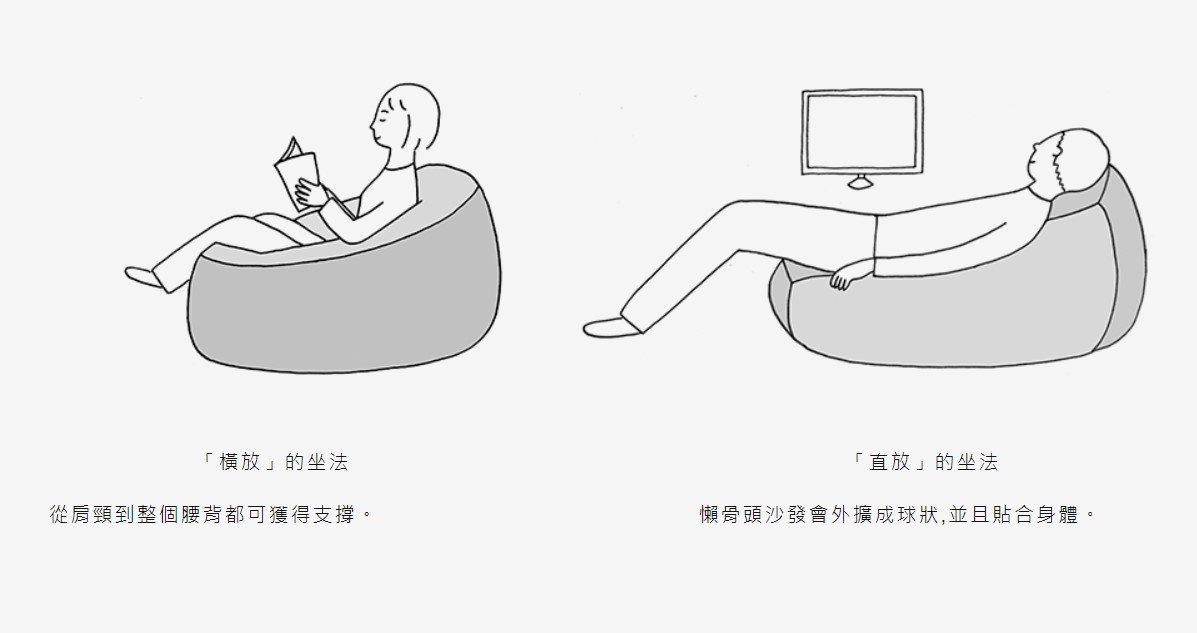 「橫放」的坐法
從肩頸到整個腰背都可獲得支撐。
「直放」的坐法
懶骨頭沙發會外擴成球狀,並且貼合身體。